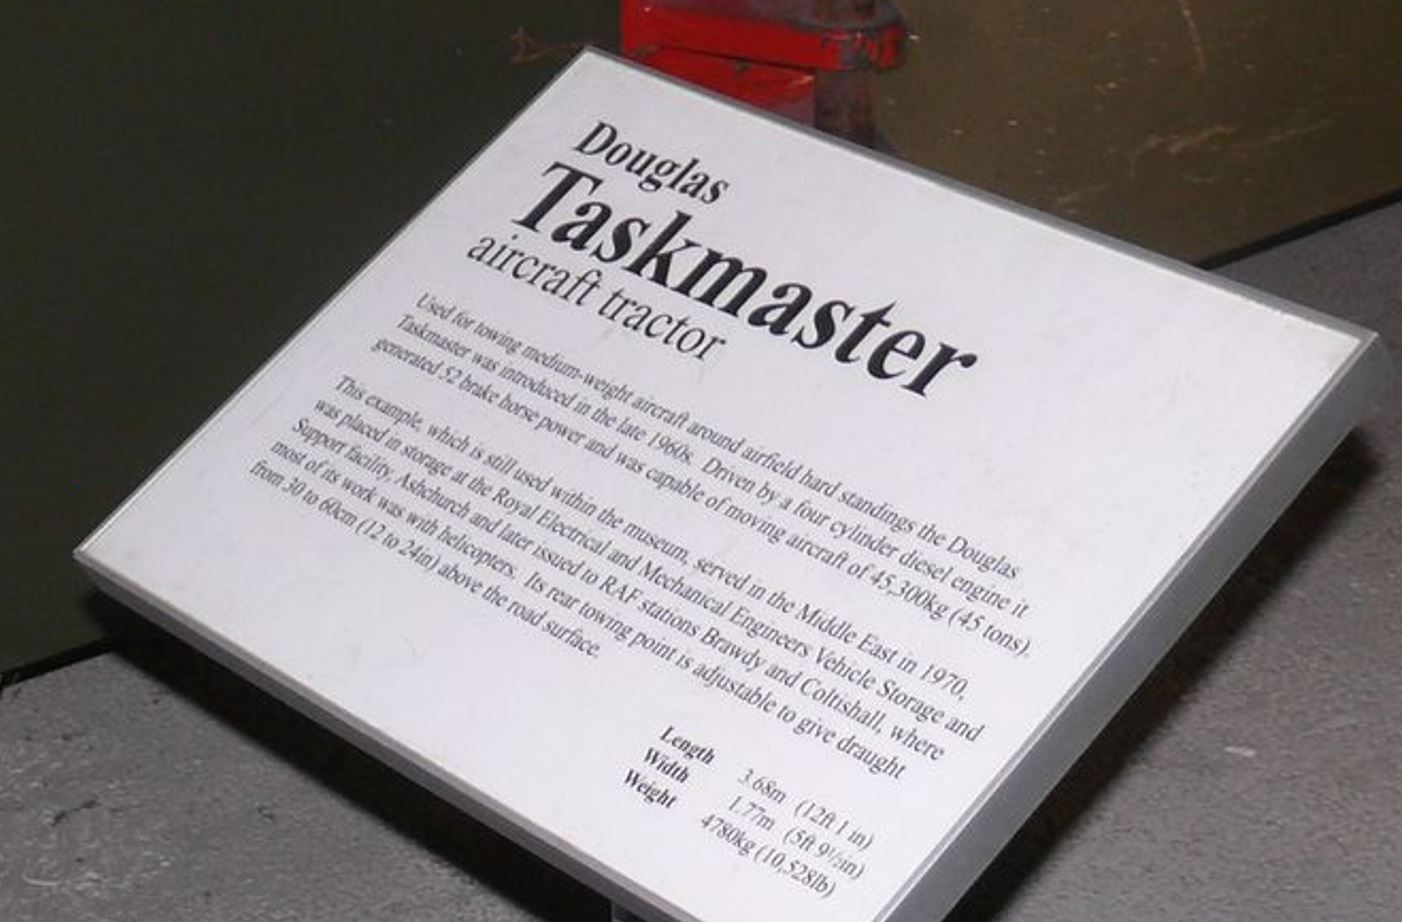 Douglas
Taskmaster
aircraft tractor
Used for towing medium-weight aircraft around airfield hard standings the Douglas
Taskmaster was introduced in the late 1960s. Driven by a four cylinder diesel engine it
generated 52 brake horse power and was capable of moving aircraft of 45,300kg (45 tons).
This example, which is still used within the museum, served in the Middle East in 1970,
was placed in storage at the Royal Electrical and Mechanical Engineers Vehicle Storage and
Support facility, Ashchurch and later issued to RAF stations Brawdy and Coltishall, where
most of its work was with helicopters. Its rear towing point is adjustable to give draught
from 30 to 60cm (12 to 24in) above the road surface.
Length 3.68m (12ft 1 in)
Width 1.77m (5ft 9½in)
Weight 4780kg (10,528lb)